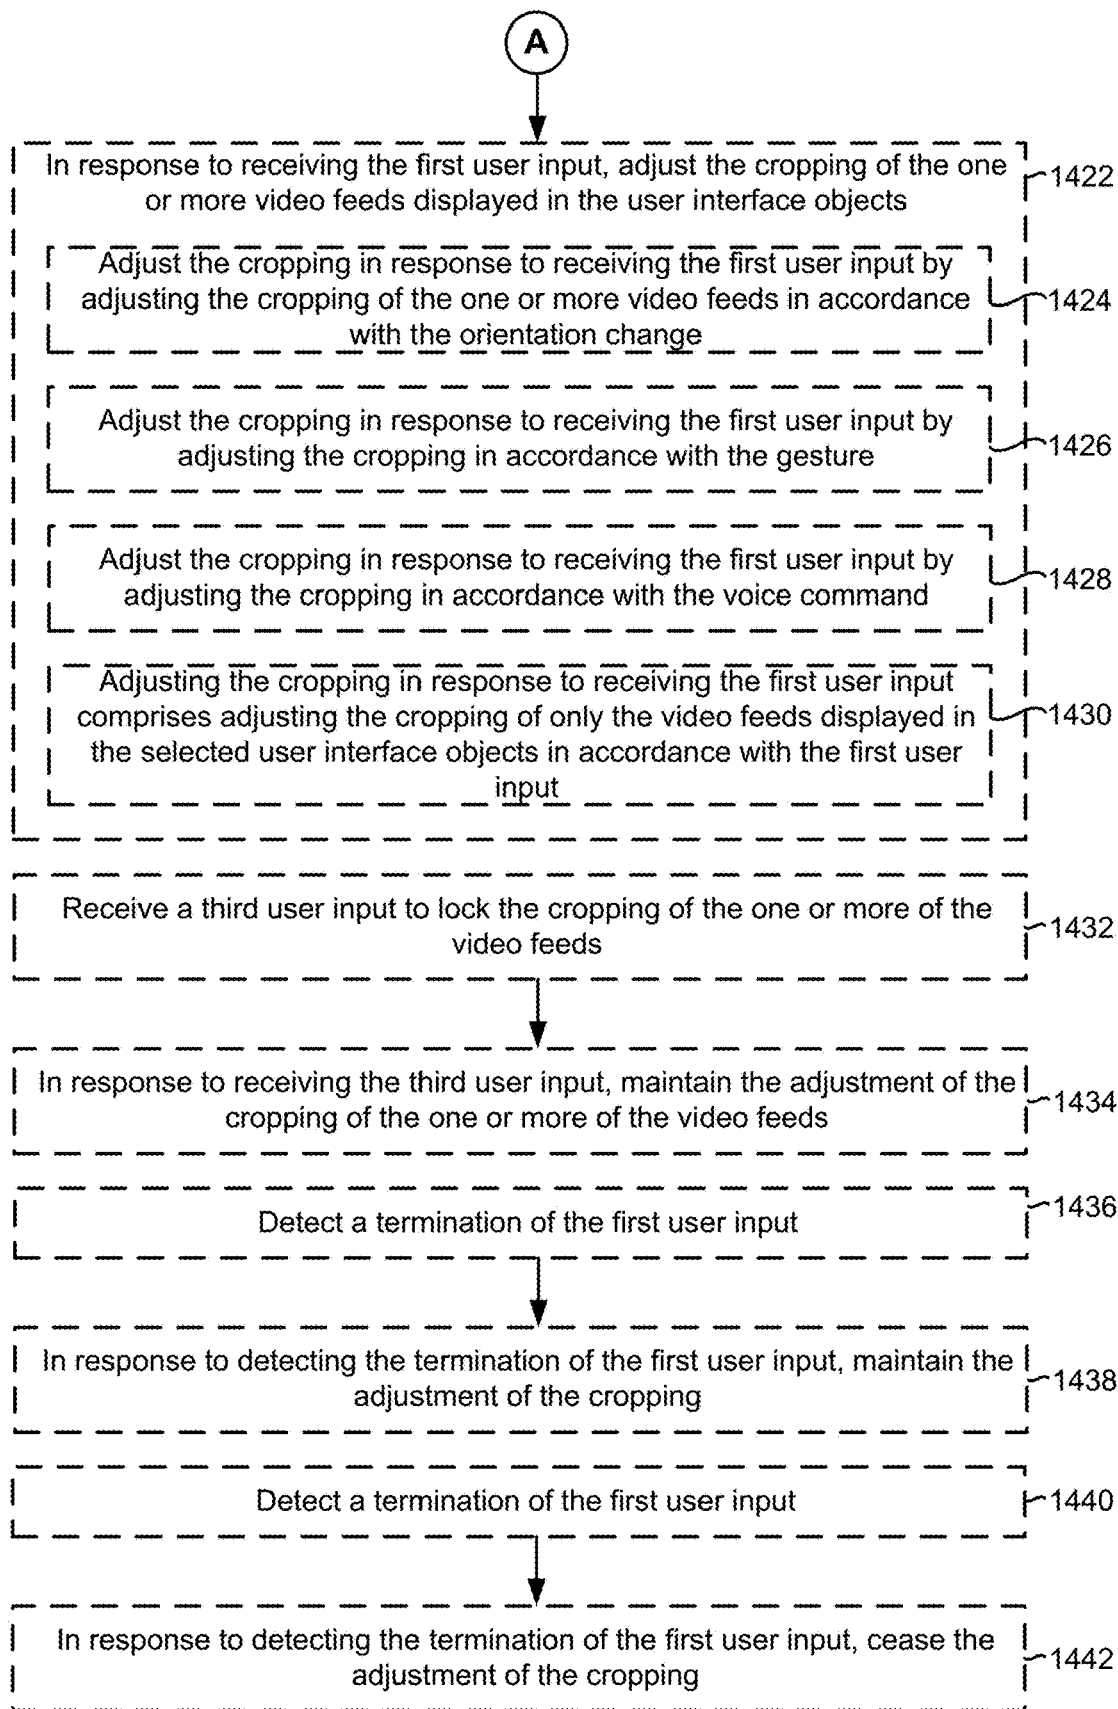 A
In response to receiving the first user input, adjust the cropping of the one
or more video feeds displayed in the user interface objects
1422
Adjust the cropping in response to receiving the first user input by
adjusting the cropping of the one or more video feeds in accordance
with the orientation change
1424
Adjust the cropping in response to receiving the first user input by
adjusting the cropping in accordance with the gesture
1426
Adjust the cropping in response to receiving the first user input by
adjusting the cropping in accordance with the voice command
1428
Adjusting the cropping in response to receiving the first user input
comprises adjusting the cropping of only the video feeds displayed in
the selected user interface objects in accordance with the first user
input
1430
Receive a third user input to lock the cropping of the one or more of the
video feeds
1432
In response to receiving the third user input, maintain the adjustment of the
cropping of the one or more of the video feeds
1434
Detect a termination of the first user input
1436
In response to detecting the termination of the first user input, maintain the
adjustment of the cropping
1438
Detect a termination of the first user input
1440
In response to detecting the termination of the first user input, cease the
adjustment of the cropping
1442